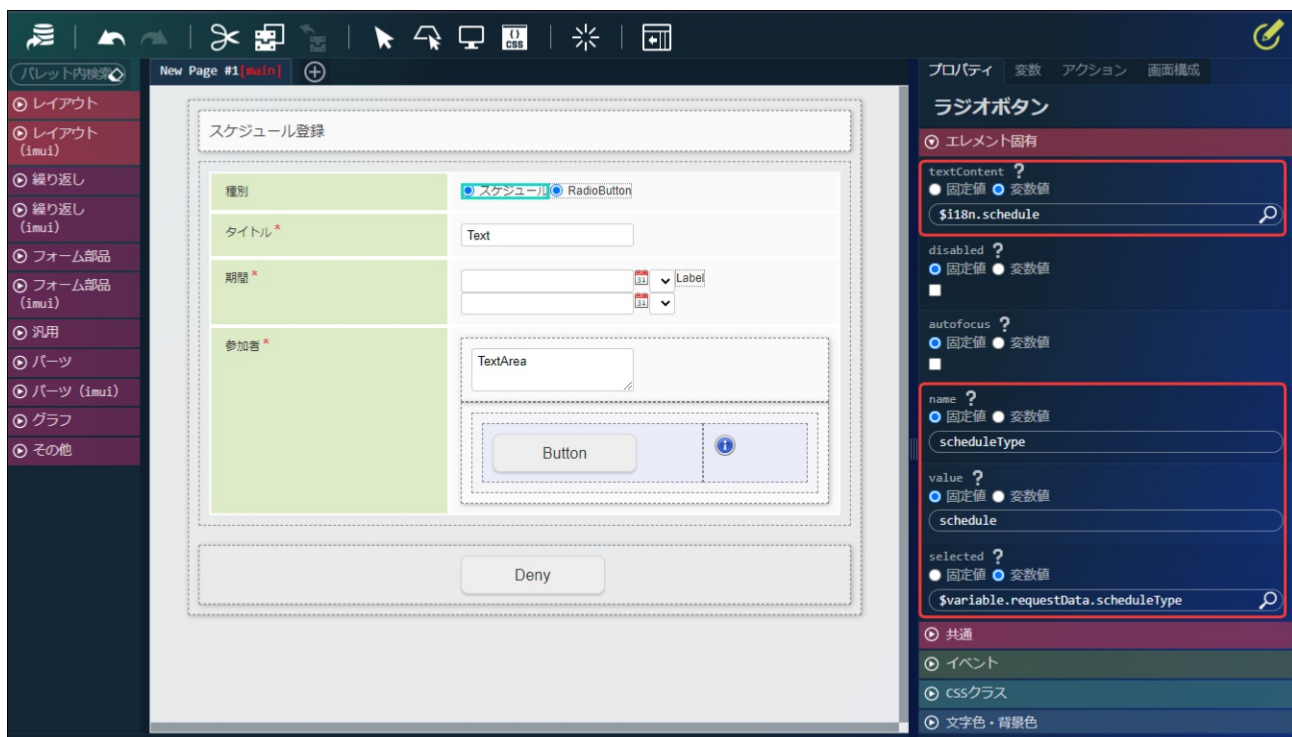 {} CSS
パレット内検索
New Page #1[main]
プロパティ 変数 アクション 画面構成
レイアウト
レイアウト
(imui)
繰り返し
繰り返し
(imui)
フォーム部品
フォーム部品
(imui)
汎用
パーツ
パーツ (imui)
グラフ
その他
スケジュール登録
種別
スケジュール RadioButton
タイトル *
Text
期間 *
31 Label
31
参加者 *
TextArea
Button
Deny
ラジオボタン
エレメント固有
textContent ?
固定値 変数値
$i18n.schedule
disabled ?
固定値 変数値
autofocus ?
固定値 変数値
name ?
固定値 変数値
scheduleType
value ?
固定値 変数値
schedule
selected ?
固定値 変数値
$variable.requestData.scheduleType
共通
イベント
CSSクラス
文字色・背景色